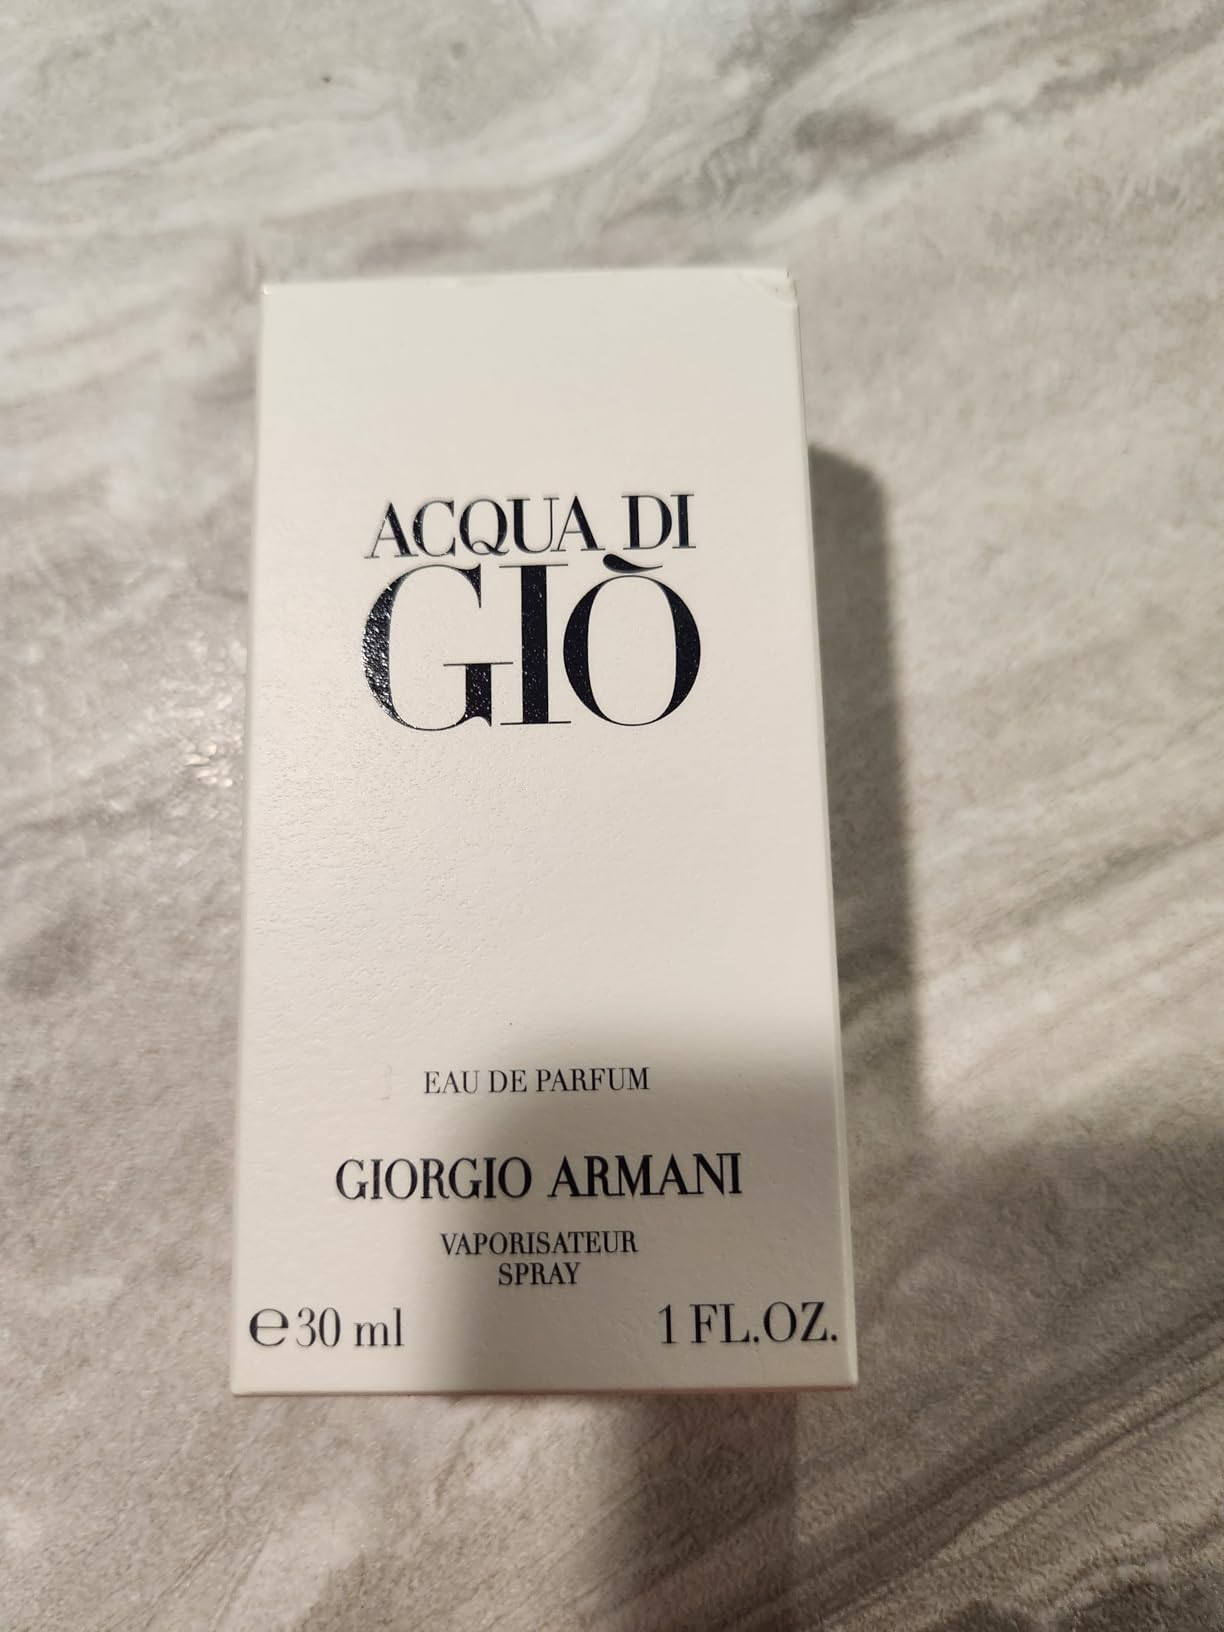 ACQUA DI
GIÒ
EAU DE PARFUM
GIORGIO ARMANI
VAPORISATEUR
SPRAY
℮30 ml 1 FL.OZ.